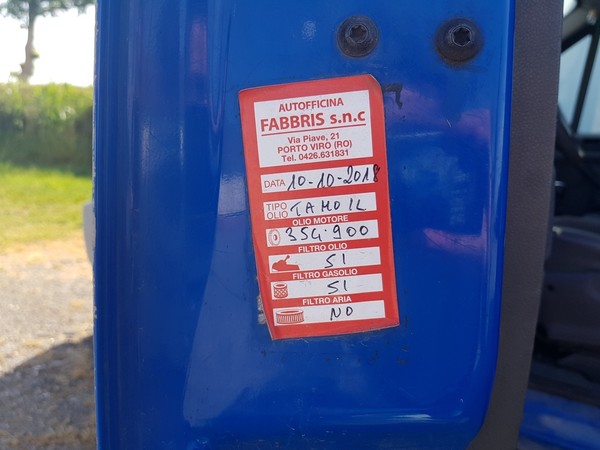 AUTOFFICINA
FABBRIS s.n.c
Via Piave, 21
PORTO VIRO (RO)
Tel. 0426.631831
DATA 10-10-2018
TIPO OLIO TAMOIL
OLIO MOTORE
354.900
FILTRO OLIO
SI
FILTRO GASOLIO
SI
FILTRO ARIA
NO